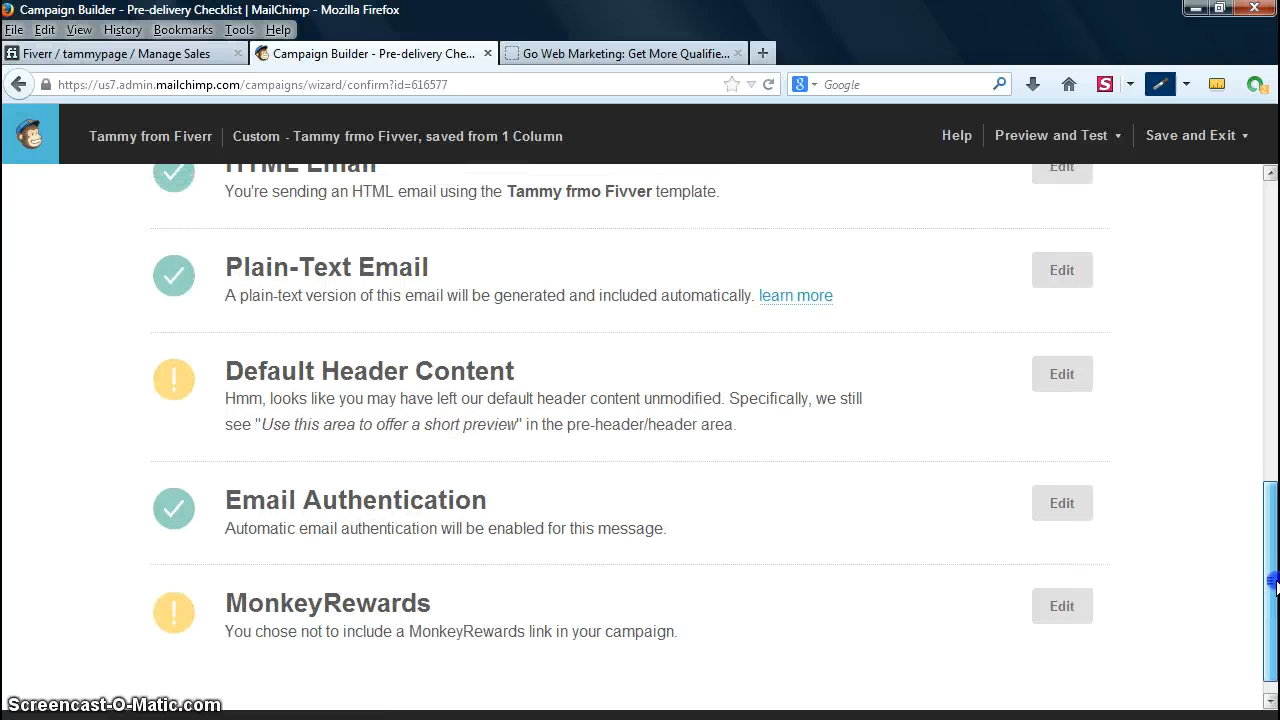 Campaign Builder - Pre-delivery Checklist | MailChimp - Mozilla Firefox
File Edit View History Bookmarks Tools Help
Fiverr / tammypage / Manage Sales
Campaign Builder - Pre-delivery Che...
Go Web Marketing: Get More Qualifie...
https://us7.admin.mailchimp.com/campaigns/wizard/confirm?id=616577
Google
Tammy from Fiverr
Custom - Tammy frmo Fivver, saved from 1 Column
Help
Preview and Test
Save and Exit
HTML Email
Edit
You're sending an HTML email using the Tammy frmo Fivver template.
Plain-Text Email
Edit
A plain-text version of this email will be generated and included automatically. learn more
Default Header Content
Edit
Hmm, looks like you may have left our default header content unmodified. Specifically, we still
see "Use this area to offer a short preview" in the pre-header/header area.
Email Authentication
Edit
Automatic email authentication will be enabled for this message.
MonkeyRewards
Edit
You chose not to include a MonkeyRewards link in your campaign.
Screencast-O-Matic.com